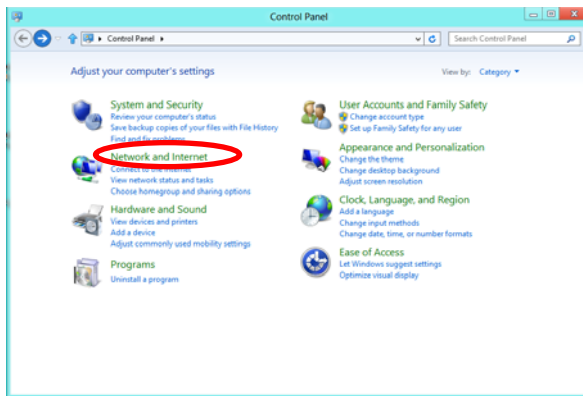 Control Panel
Control Panel
Search Control Panel
Adjust your computer's settings
View by: Category
System and Security
Review your computer's status
Save backup copies of your files with File History
Find and fix problems
Network and Internet
Connect to the Internet
View network status and tasks
Choose homegroup and sharing options
Hardware and Sound
View devices and printers
Add a device
Adjust commonly used mobility settings
Programs
Uninstall a program
User Accounts and Family Safety
Change account type
Set up Family Safety for any user
Appearance and Personalization
Change the theme
Change desktop background
Adjust screen resolution
Clock, Language, and Region
Add a language
Change input methods
Change date, time, or number formats
Ease of Access
Let Windows suggest settings
Optimize visual display